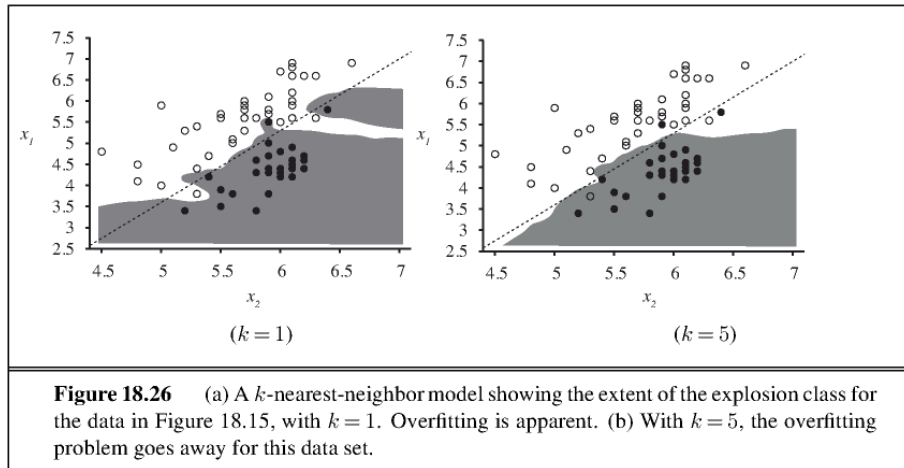 7.5
7
6.5
6
5.5
x1
5
4.5
4
3.5
3
2.5
4.5 5 5.5 6 6.5 7
x2
(k = 1)
7.5
7
6.5
6
5.5
x1
5
4.5
4
3.5
3
2.5
4.5 5 5.5 6 6.5 7
x2
(k = 5)
Figure 18.26 (a) A k-nearest-neighbor model showing the extent of the explosion class for
the data in Figure 18.15, with k = 1. Overfitting is apparent. (b) With k = 5, the overfitting
problem goes away for this data set.